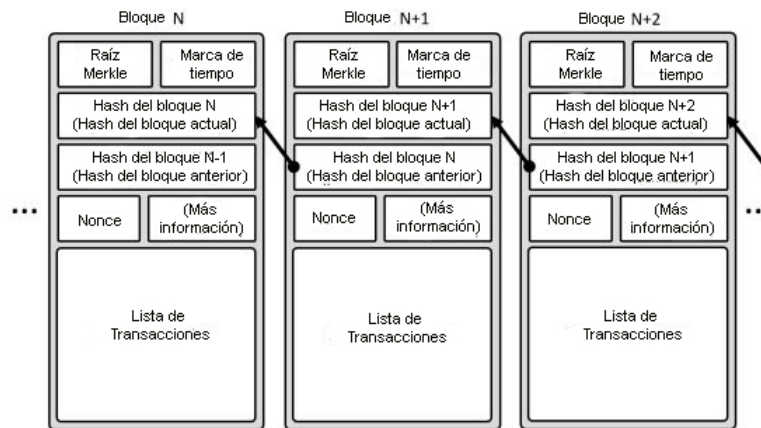 Bloque N
Raíz
Merkle
Marca de
tiempo
Hash del bloque N
(Hash del bloque actual)
Hash del bloque N-1
(Hash del bloque anterior)
Nonce
(Más
información)
Lista de
Transacciones
Bloque N+1
Raíz
Merkle
Marca de
tiempo
Hash del bloque N+1
(Hash del bloque actual)
Hash del bloque N
(Hash del bloque anterior)
Nonce
(Más
información)
Lista de
Transacciones
Bloque N+2
Raíz
Merkle
Marca de
tiempo
Hash del bloque N+2
(Hash del bloque actual)
Hash del bloque N+1
(Hash del bloque anterior)
Nonce
(Más
información)
Lista de
Transacciones
...
...